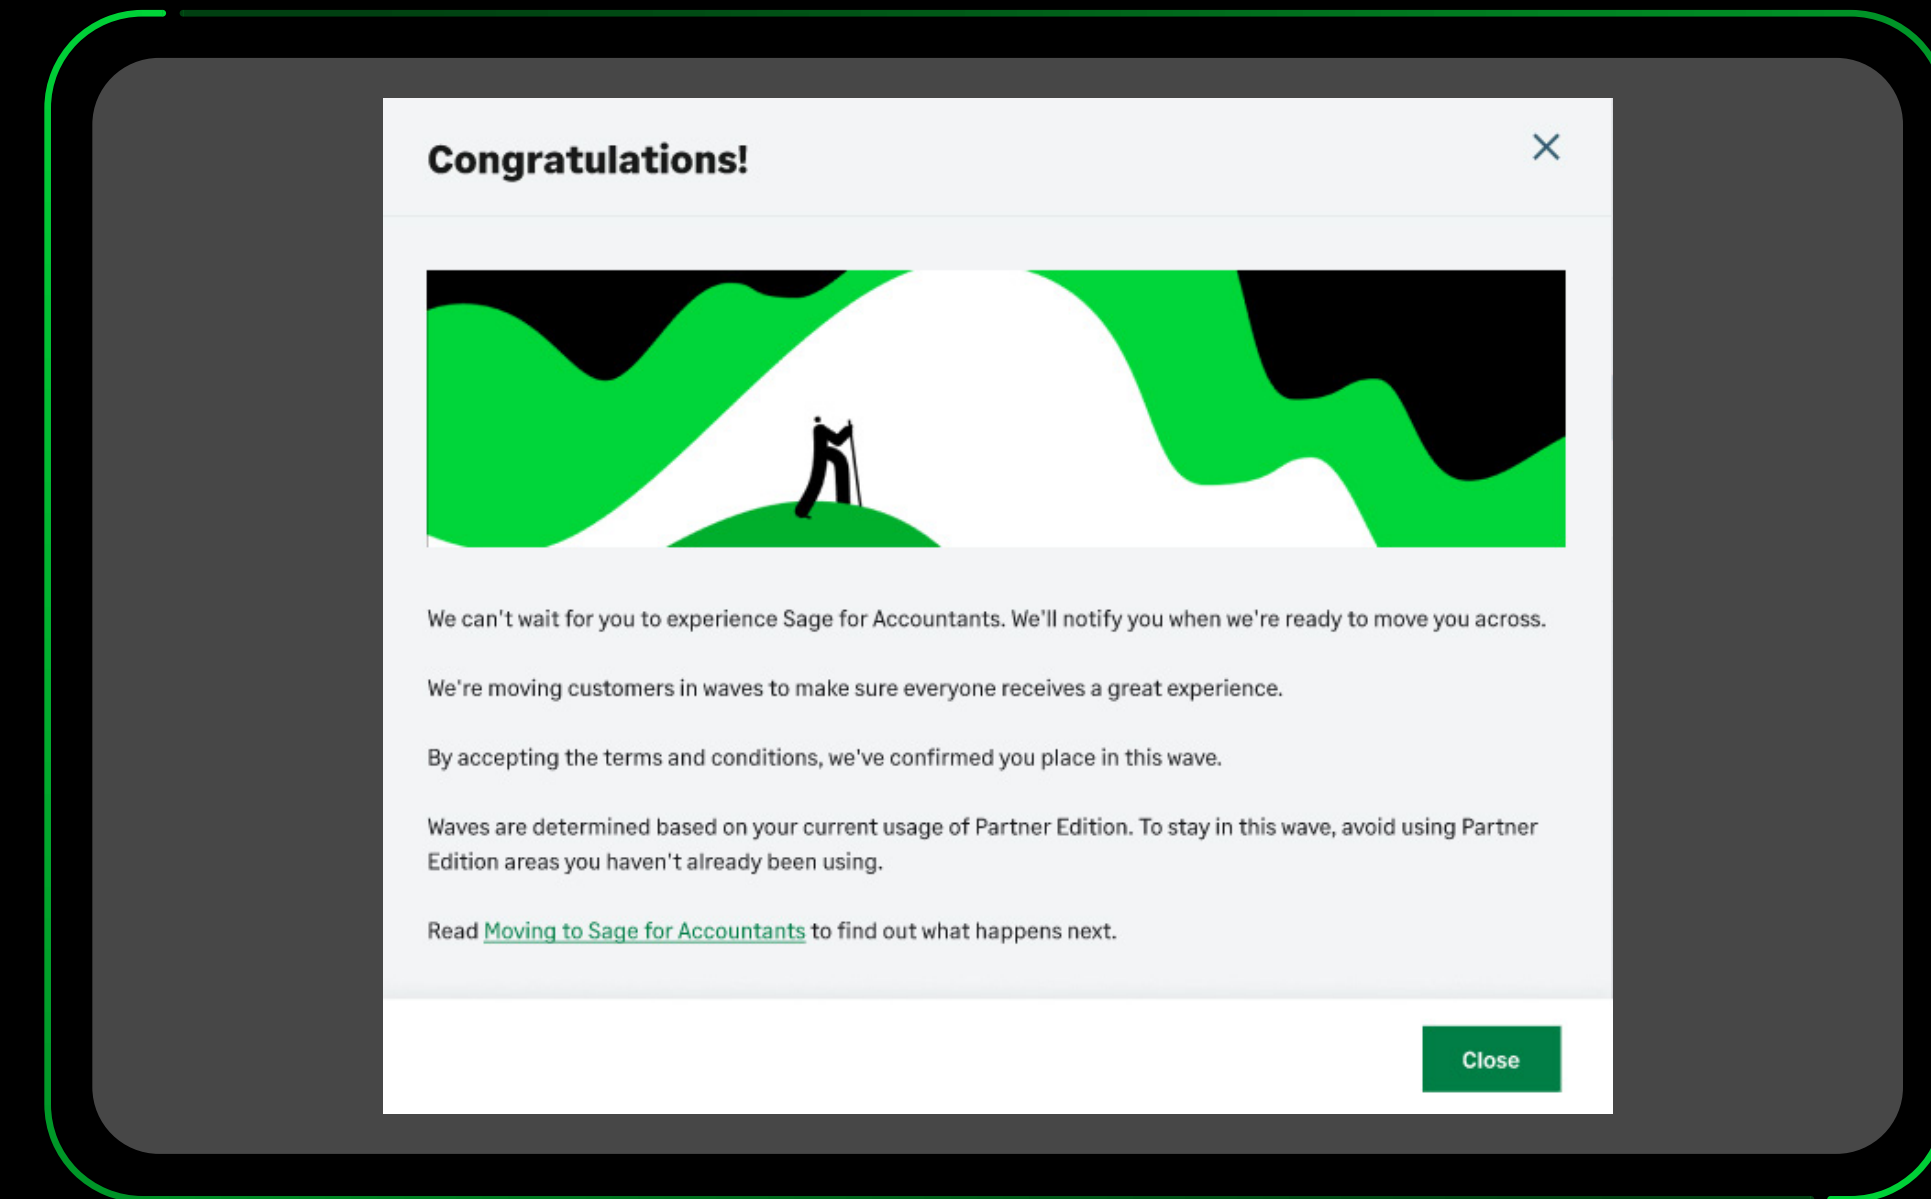 Congratulations!
We can't wait for you to experience Sage for Accountants. We'll notify you when we're ready to move you across.
We're moving customers in waves to make sure everyone receives a great experience.
By accepting the terms and conditions, we've confirmed you place in this wave.
Waves are determined based on your current usage of Partner Edition. To stay in this wave, avoid using Partner
Edition areas you haven't already been using.
Read Moving to Sage for Accountants to find out what happens next.
Close